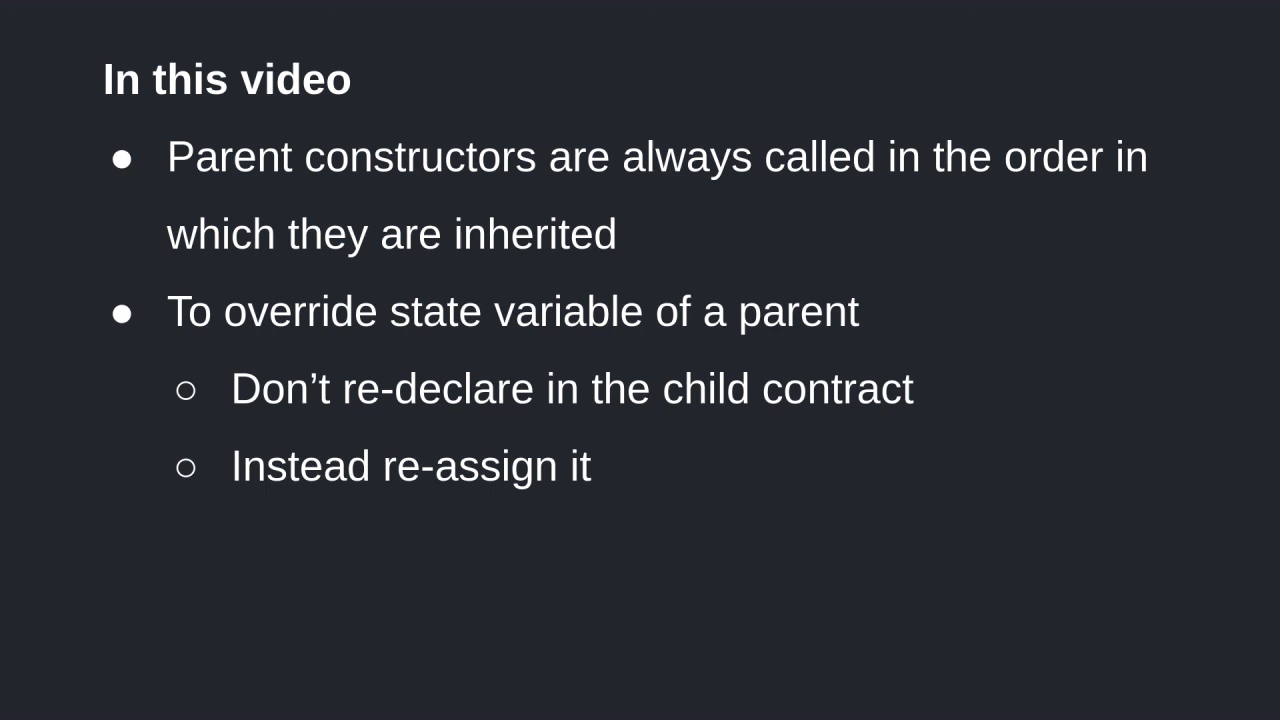 In this video
● Parent constructors are always called in the order in
which they are inherited
● To override state variable of a parent
○ Don’t re-declare in the child contract
○ Instead re-assign it